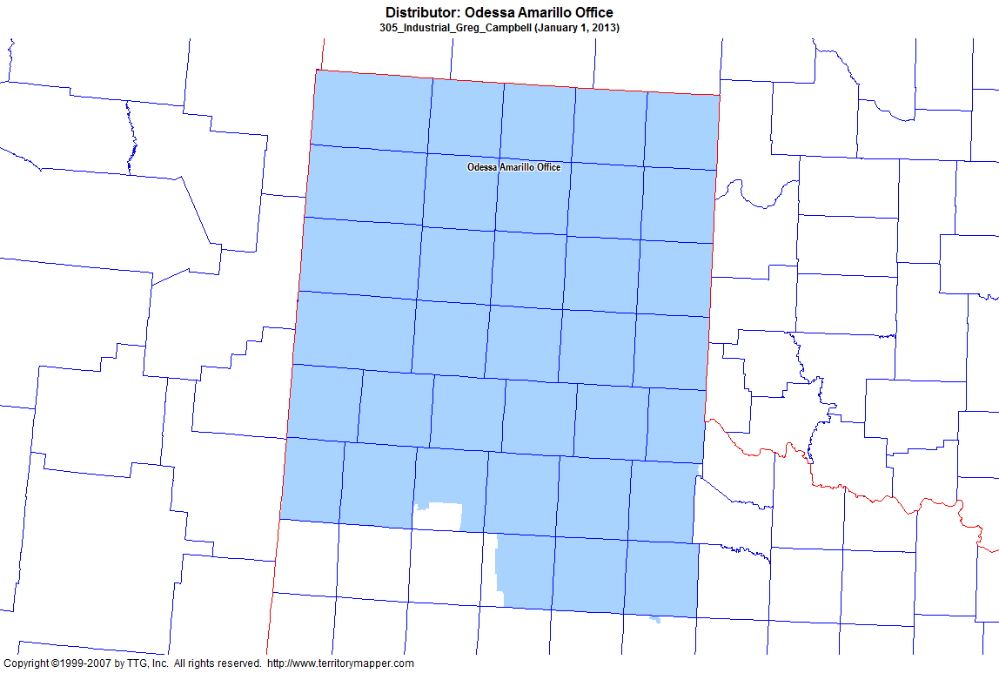 Distributor: Odessa Amarillo Office
305_Industrial_Greg_Campbell (January 1, 2013)
Odessa Amarillo Office
Copyright ©1999-2007 by TTG, Inc. All rights reserved. http://www.territorymapper.com